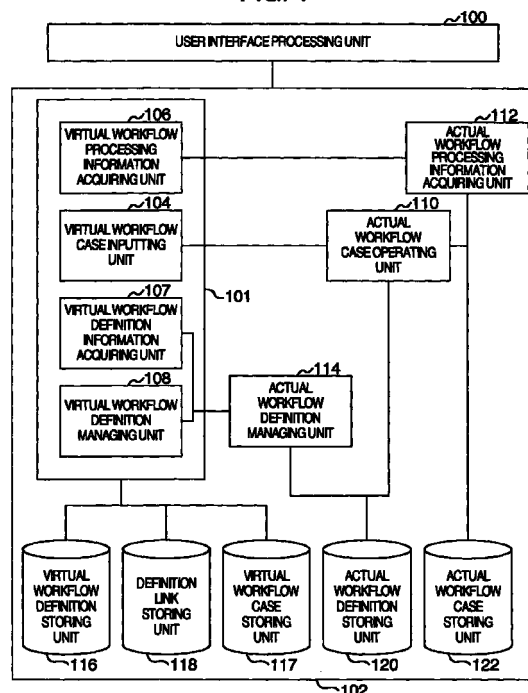 100
USER INTERFACE PROCESSING UNIT
106
VIRTUAL WORKFLOW
PROCESSING
INFORMATION
ACQUIRING UNIT
112
ACTUAL
WORKFLOW
PROCESSING
INFORMATION
ACQUIRING UNIT
104
VIRTUAL WORKFLOW
CASE INPUTTING
UNIT
110
ACTUAL
WORKFLOW
CASE OPERATING
UNIT
101
107
VIRTUAL WORKFLOW
DEFINITION
INFORMATION
ACQUIRING UNIT
108
VIRTUAL WORKFLOW
DEFINITION
MANAGING UNIT
114
ACTUAL
WORKFLOW
DEFINITION
MANAGING UNIT
VIRTUAL
WORKFLOW
DEFINITION
STORING
UNIT
DEFINITION
LINK
STORING
UNIT
VIRTUAL
WORKFLOW
CASE
STORING
UNIT
ACTUAL
WORKFLOW
DEFINITION
STORING
UNIT
ACTUAL
WORKFLOW
CASE
STORING
UNIT
116
118
117
120
122
102